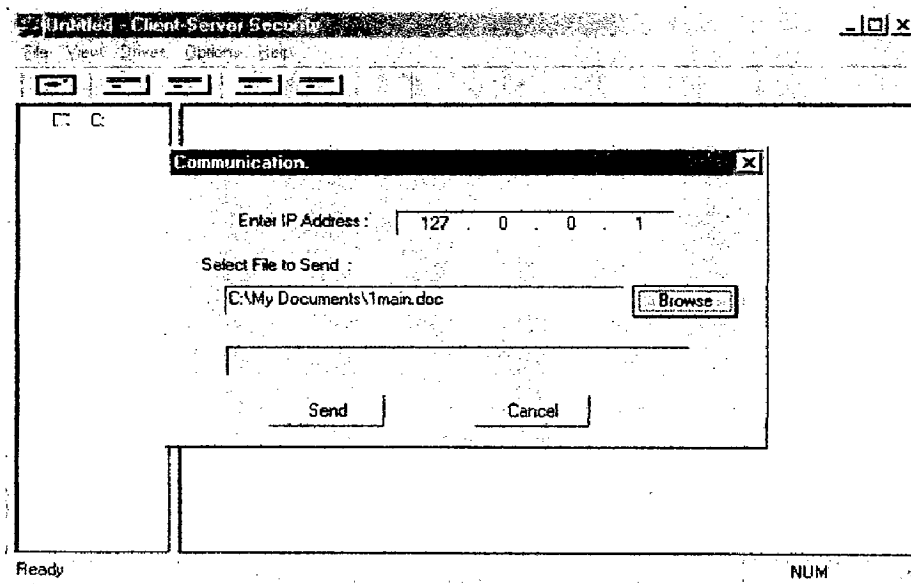 Untitled - Client-Server Security
File View Driver Options Help
C:
Communication.
Enter IP Address : 127 . 0 . 0 . 1
Select File to Send :
C:\My Documents\1main.doc Browse
Send Cancel
Ready NUM